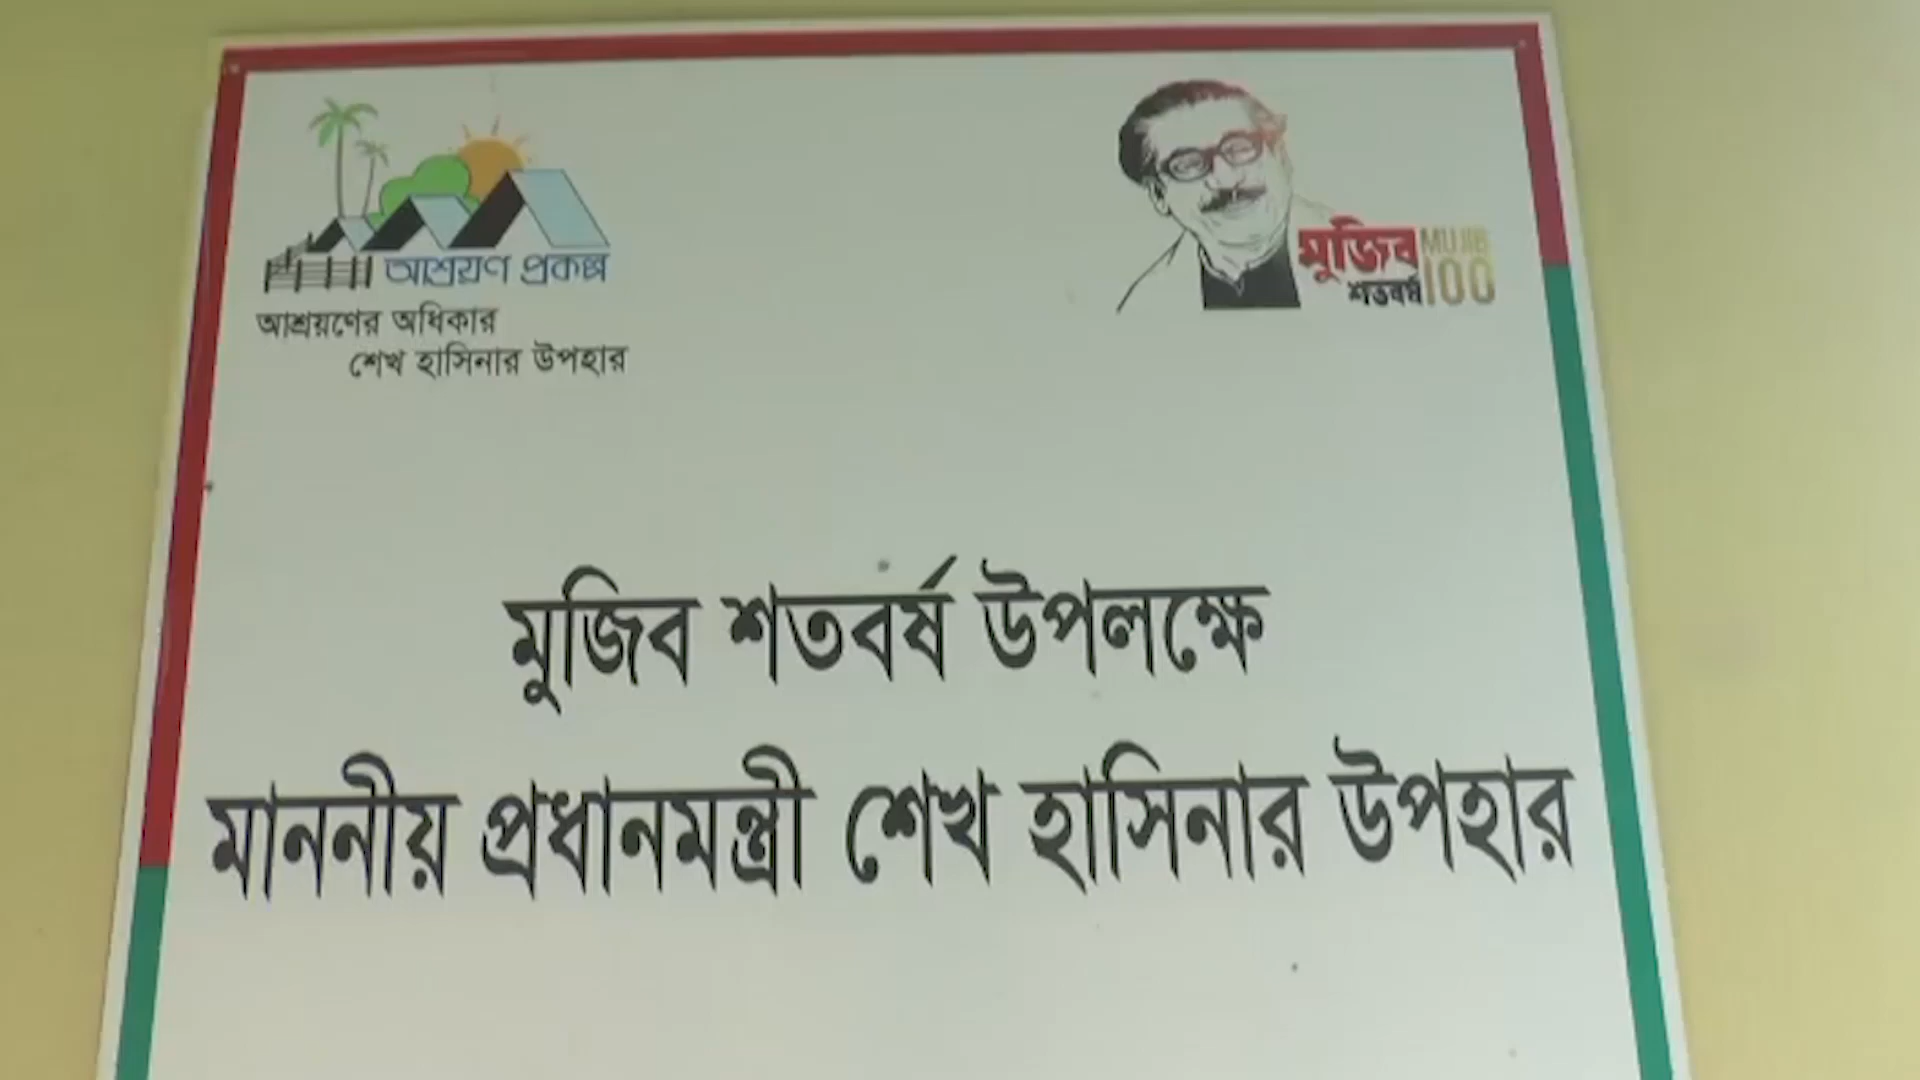 আশ্রয়ণ প্রকল্প
আশ্রয়ণের অধিকার
শেখ হাসিনার উপহার
মুজিব MUJIB
শতবর্ষ 100
মুজিব শতবর্ষ উপলক্ষে
মাননীয় প্রধানমন্ত্রী শেখ হাসিনার উপহার